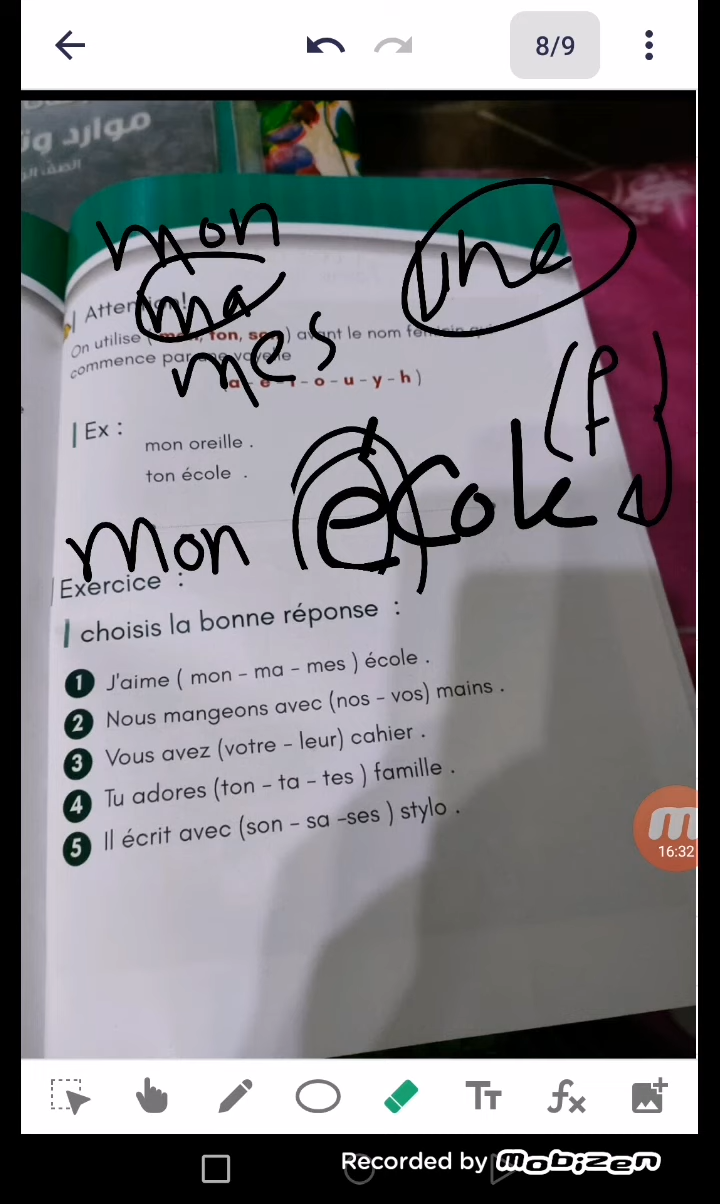 8/9
موارد
mon
une
Attention!
ma
On utilise ( ton, ) avant le nom qui
mes
commence par une voyelle
(a - e - i - o - u - y - h )
(f)
Ex :
mon oreille .
ton école .
mon école
Exercice :
choisis la bonne réponse :
1 J'aime ( mon - ma - mes ) école .
2 Nous mangeons avec (nos - vos) mains .
3 Vous avez (votre - leur) cahier .
4 Tu adores (ton - ta - tes ) famille .
5 Il écrit avec (son - sa -ses ) stylo .
16:32
TT
fx
Recorded by mobizen